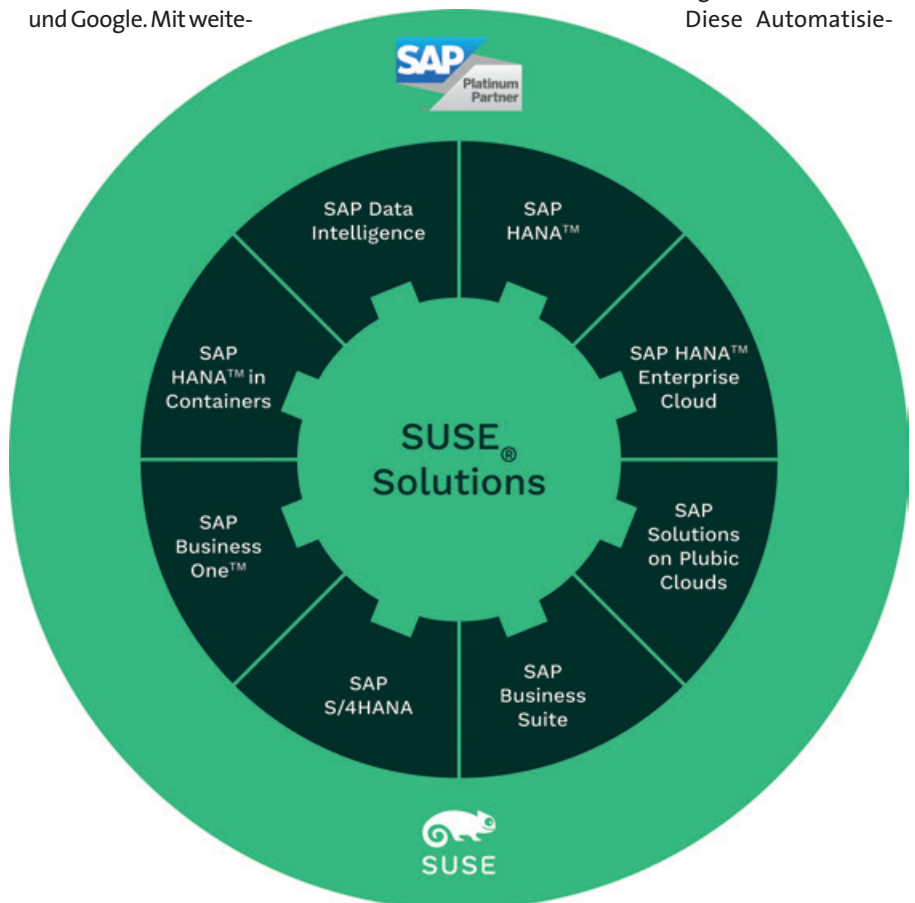 und Google. Mit weite-
Diese Automatisie-
SAP
Platinum
Partner
SAP Data
Intelligence
SAP
HANA™
SAP HANA™
Enterprise
Cloud
SAP
Solutions
on Plubic
Clouds
SAP
Business
Suite
SAP
S/4HANA
SAP
Business
One™
SAP
HANA™ in
Containers
SUSE®
Solutions
SUSE